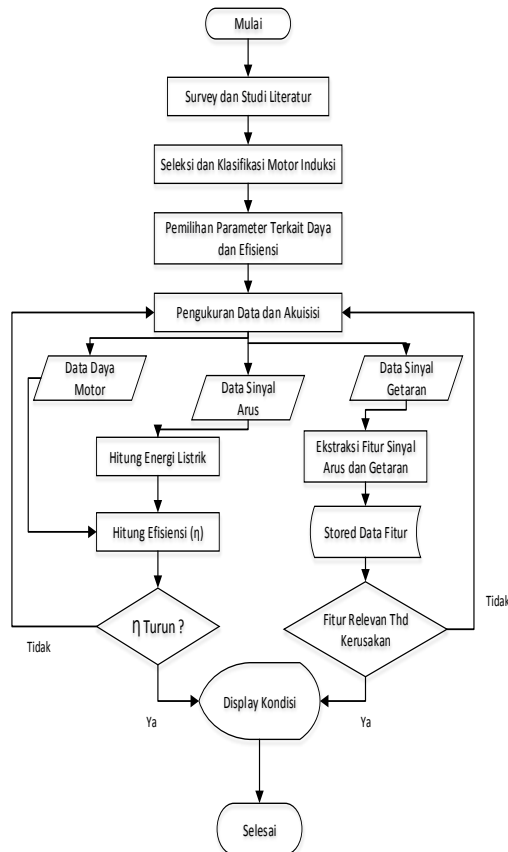 Mulai
Survey dan Studi Literatur
Seleksi dan Klasifikasi Motor Induksi
Pemilihan Parameter Terkait Daya
dan Efisiensi
Pengukuran Data dan Akuisisi
Data Daya
Motor
Data Sinyal
Arus
Data Sinyal
Getaran
Hitung Energi Listrik
Ekstraksi Fitur Sinyal
Arus dan Getaran
Hitung Efisiensi (η)
Stored Data Fitur
Η Turun ?
Fitur Relevan Thd
Kerusakan
Tidak
Tidak
Ya
Display Kondisi
Ya
Selesai